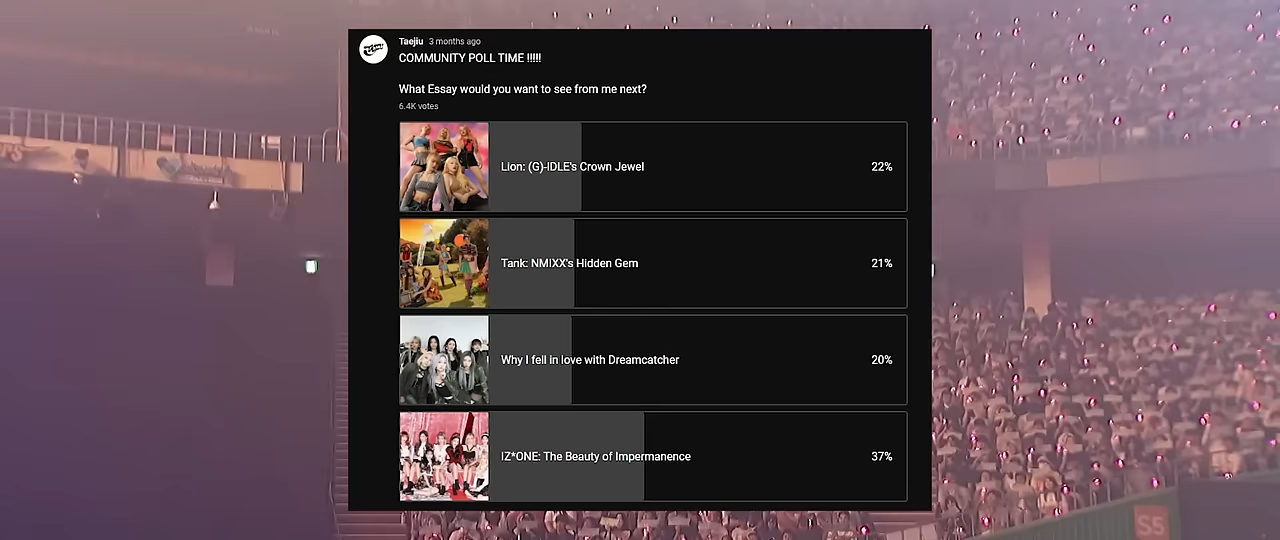 Taejiu 3 months ago
COMMUNITY POLL TIME !!!!!
What Essay would you want to see from me next?
6.4K votes
Lion: (G)-IDLE's Crown Jewel 22%
Tank: NMIXX's Hidden Gem 21%
Why I fell in love with Dreamcatcher 20%
IZ*ONE: The Beauty of Impermanence 37%
S5